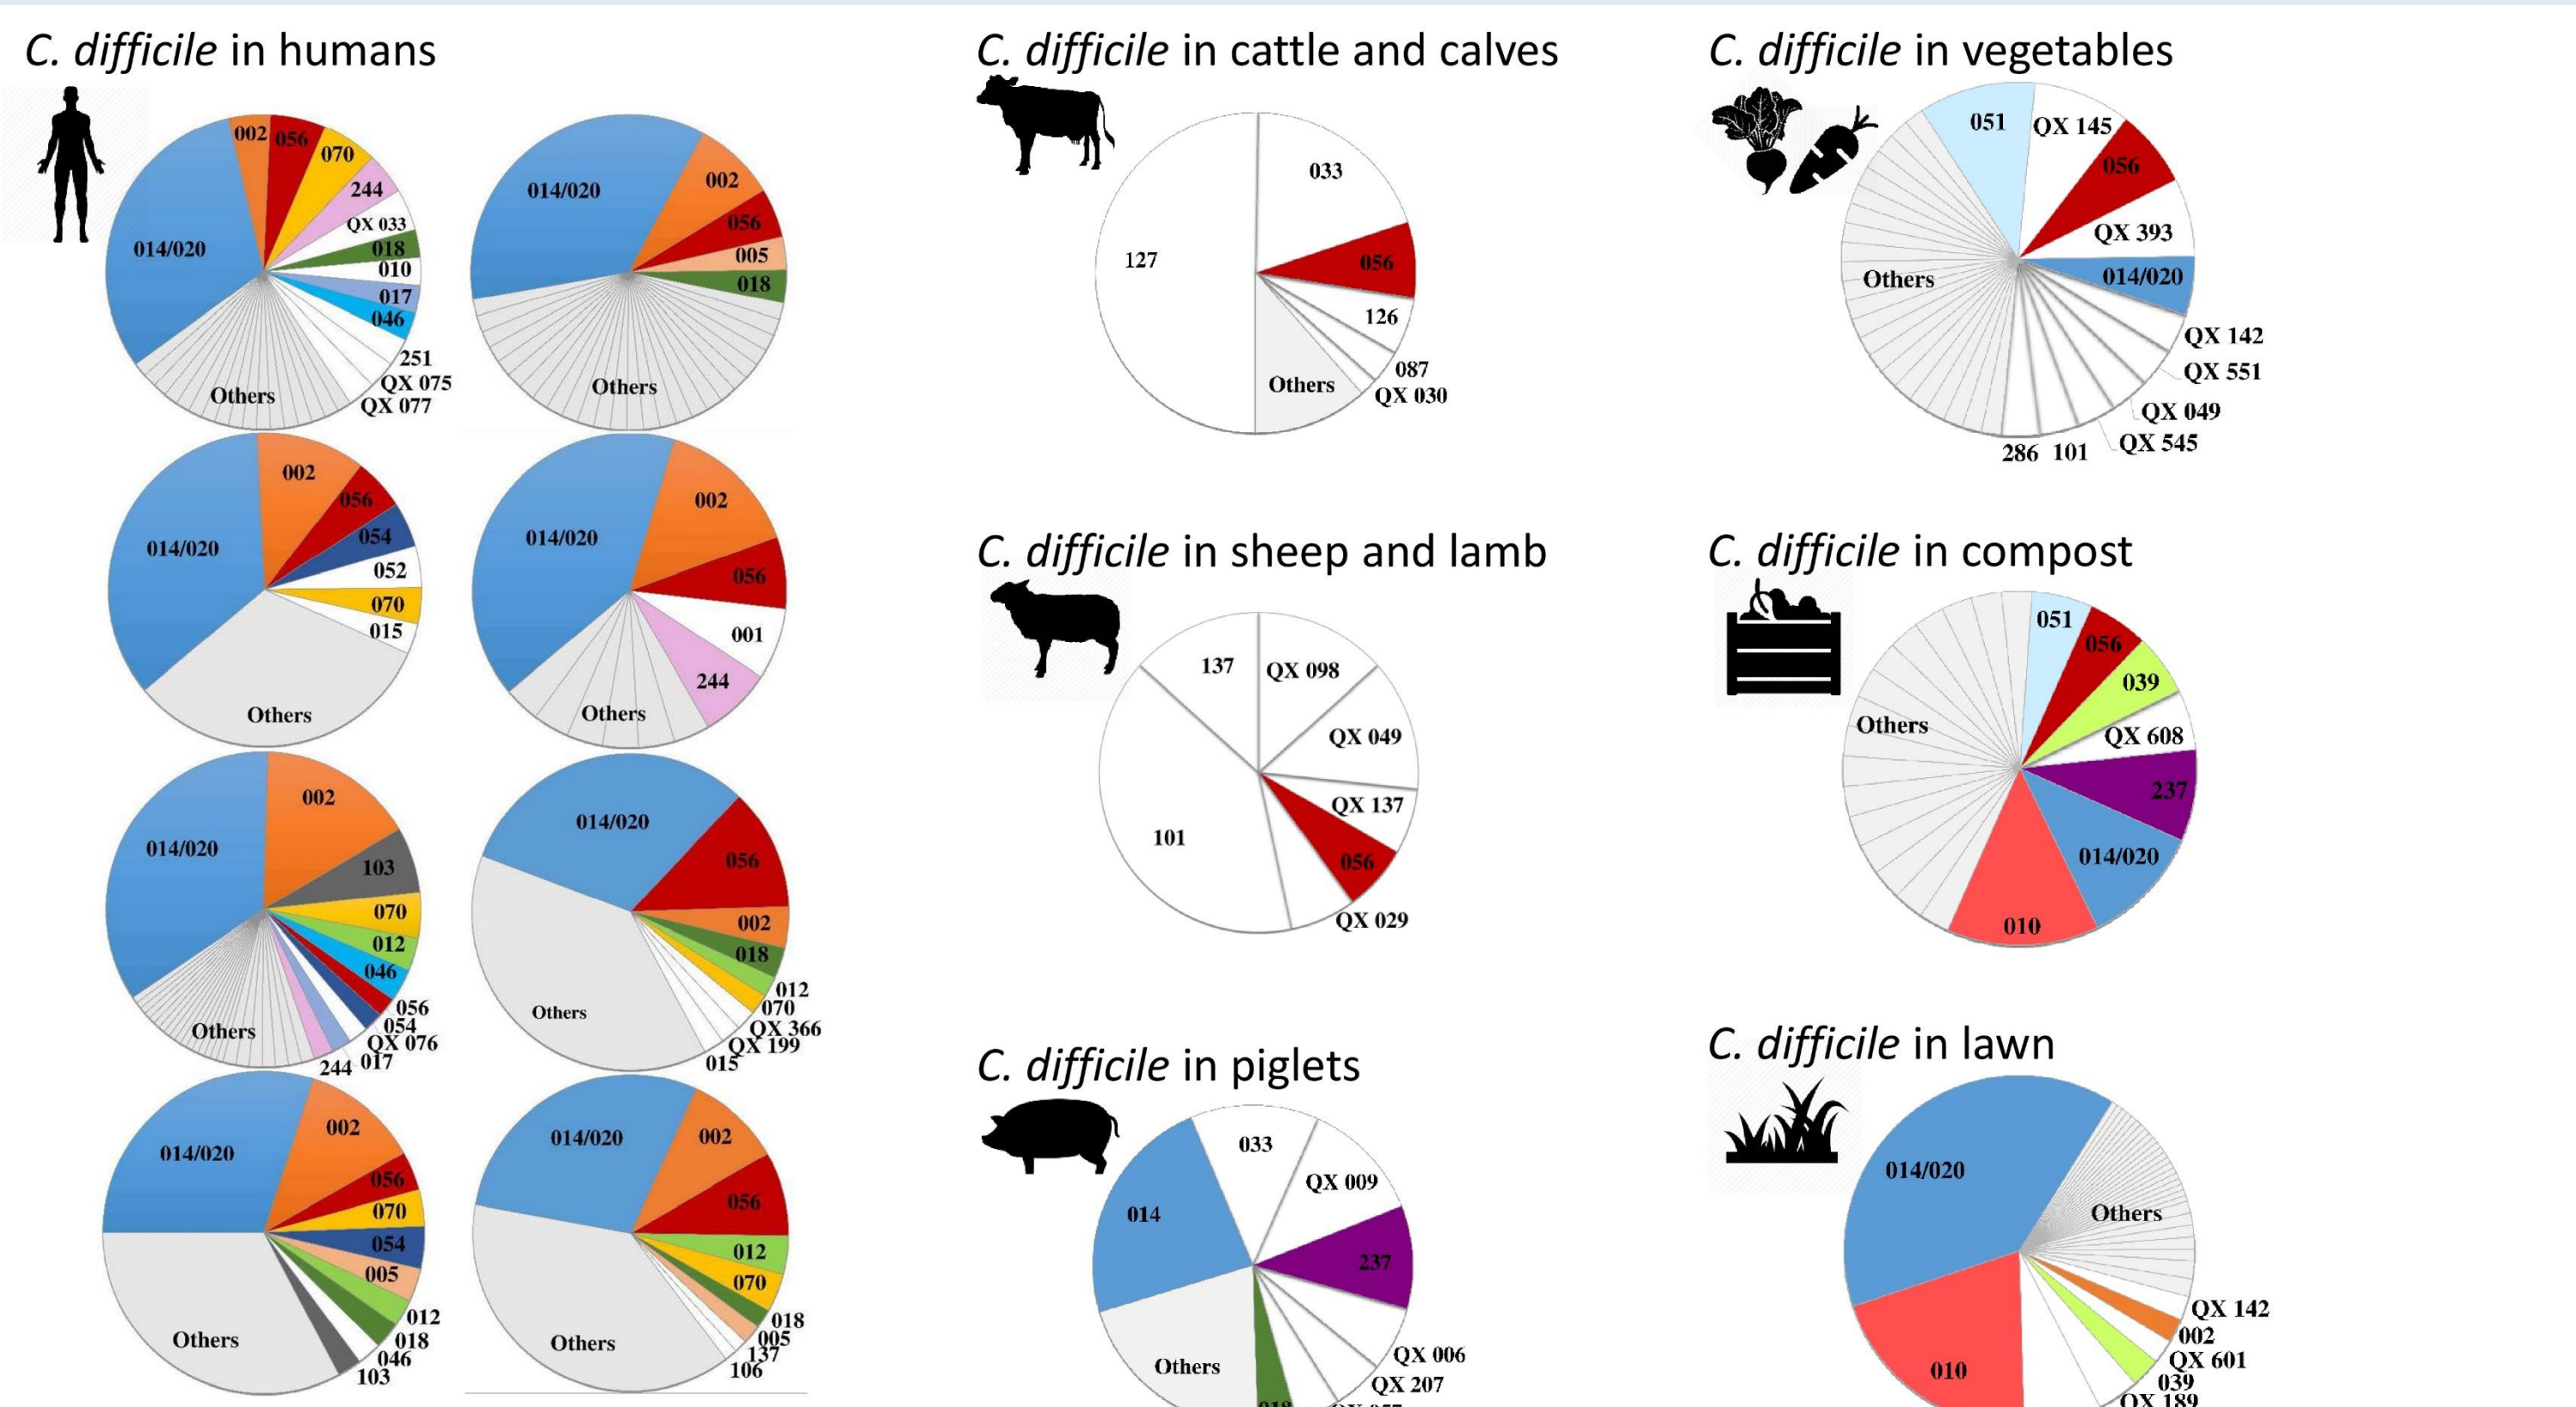 C. difficile in humans
002
056
070
244
QX 033
018
010
017
046
251
QX 075
QX 077
Others
014/020
014/020
002
056
005
018
Others
014/020
002
056
054
052
070
015
Others
014/020
002
056
001
244
Others
014/020
002
103
070
012
046
056
054
QX 076
017
244
Others
014/020
056
002
018
012
070
QX 366
QX 199
015
Others
014/020
002
056
070
054
005
012
018
046
103
Others
014/020
002
056
012
070
018
005
137
106
Others
C. difficile in cattle and calves
033
056
126
087
QX 030
Others
127
C. difficile in sheep and lamb
137
QX 098
QX 049
QX 137
056
QX 029
101
C. difficile in piglets
033
QX 009
237
QX 006
QX 207
018
Others
014
C. difficile in vegetables
051
QX 145
056
QX 393
014/020
QX 142
QX 551
QX 049
QX 545
101
286
Others
C. difficile in compost
051
056
039
QX 608
237
014/020
010
Others
C. difficile in lawn
014/020
Others
QX 142
002
QX 601
039
QX 189
010